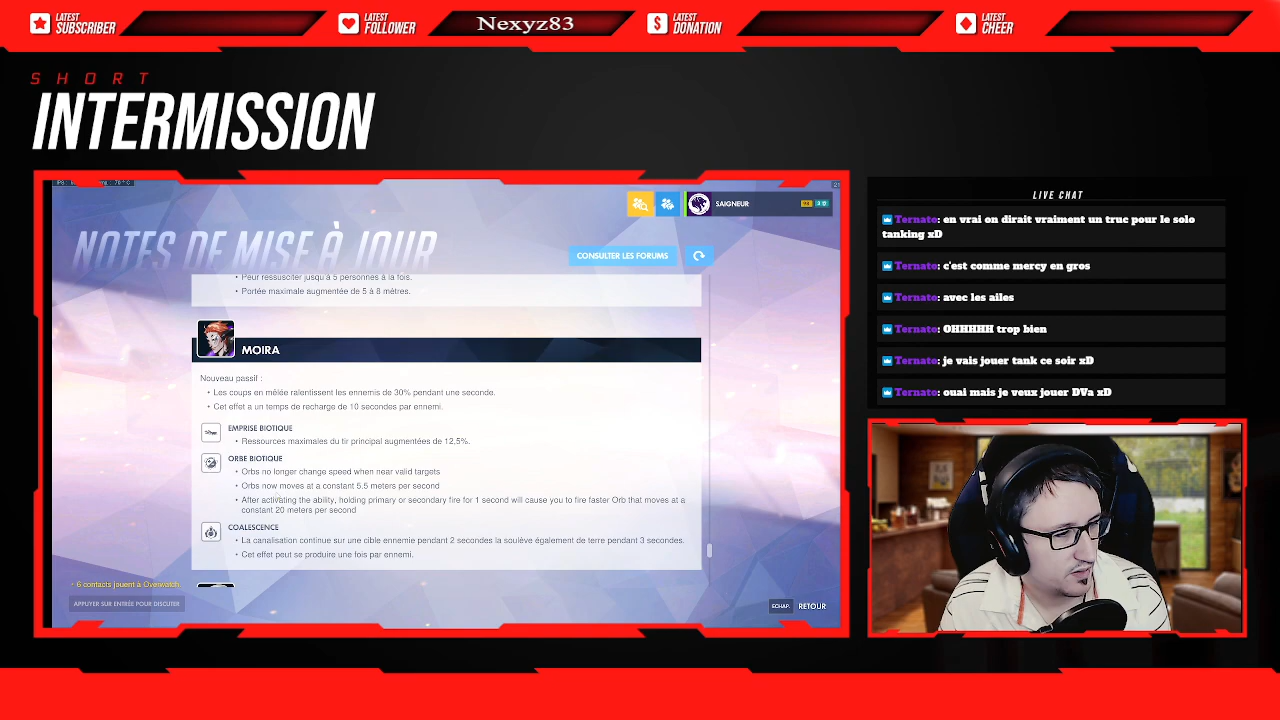 LATEST
SUBSCRIBER
LATEST
FOLLOWER
Nexyz83
$
LATEST
DONATION
LATEST
CHEER
SHORT
INTERMISSION
SAIGNEUR
NOTES DE MISE À JOUR
CONSULTER LES FORUMS
• Peur ressusciter jusqu'à 5 personnes à la fois.
• Portée maximale augmentée de 5 à 8 mètres.
MOIRA
Nouveau passif :
• Les coups en mêlée ralentissent les ennemis de 30% pendant une seconde.
• Cet effet a un temps de recharge de 10 secondes par ennemi.
EMPRISE BIOTIQUE
• Ressources maximales du tir principal augmentées de 12,5%.
ORBE BIOTIQUE
• Orbs no longer change speed when near valid targets
• Orbs now moves at a constant 5.5 meters per second
• After activating the ability, holding primary or secondary fire for 1 second will cause you to fire faster Orb that moves at a
constant 20 meters per second
COALESCENCE
• La canalisation continue sur une cible ennemie pendant 2 secondes la soulève également de terre pendant 3 secondes.
• Cet effet peut se produire une fois par ennemi.
• 6 contacts jouent à Overwatch.
APPUYER SUR ENTRÉE POUR DISCUTER
ECHAP.
RETOUR
LIVE CHAT
Ternato: en vrai on dirait vraiment un truc pour le solo
tanking xD
Ternato: c'est comme mercy en gros
Ternato: avec les ailes
Ternato: OHHHHH trop bien
Ternato: je vais jouer tank ce soir xD
Ternato: ouai mais je veux jouer DVa xD